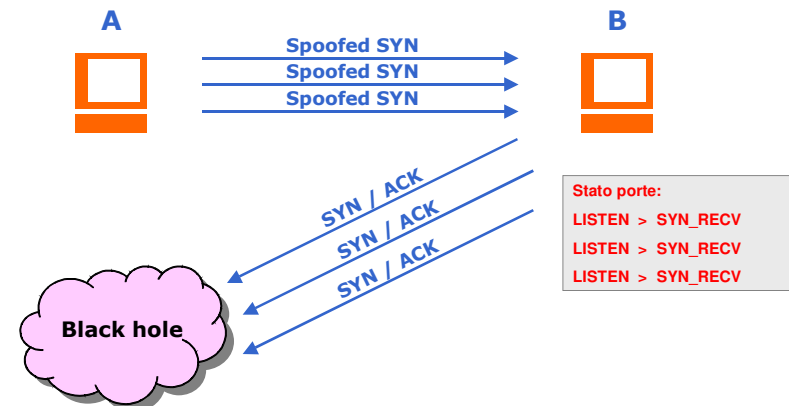 A
B
Spoofed SYN
Spoofed SYN
Spoofed SYN
SYN / ACK
SYN / ACK
SYN / ACK
Stato porte:
LISTEN > SYN_RECV
LISTEN > SYN_RECV
LISTEN > SYN_RECV
Black hole